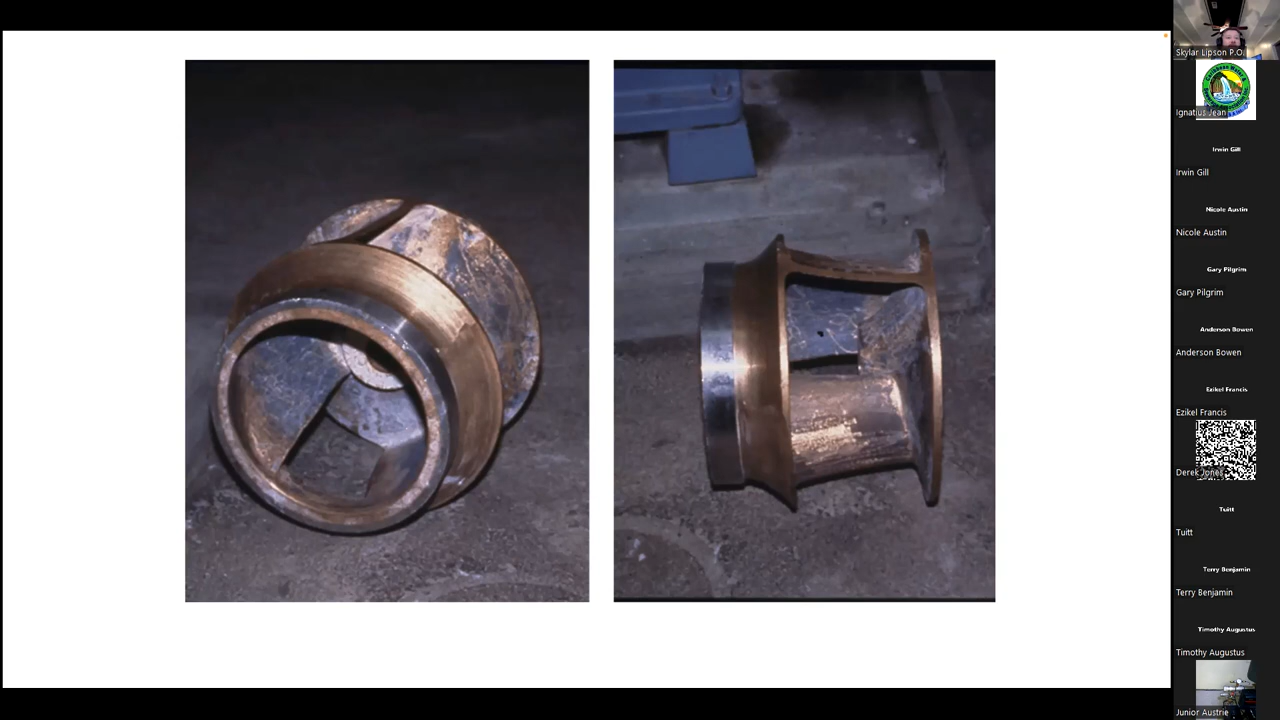 Skylar Lipson P.O.
Ignatius Jean
Irwin Gill
Irwin Gill
Nicole Austin
Nicole Austin
Gary Pilgrim
Gary Pilgrim
Anderson Bowen
Anderson Bowen
Ezikel Francis
Ezikel Francis
Derek Jones
Tuitt
Tuitt
Terry Benjamin
Terry Benjamin
Timothy Augustus
Timothy Augustus
Junior Austrie